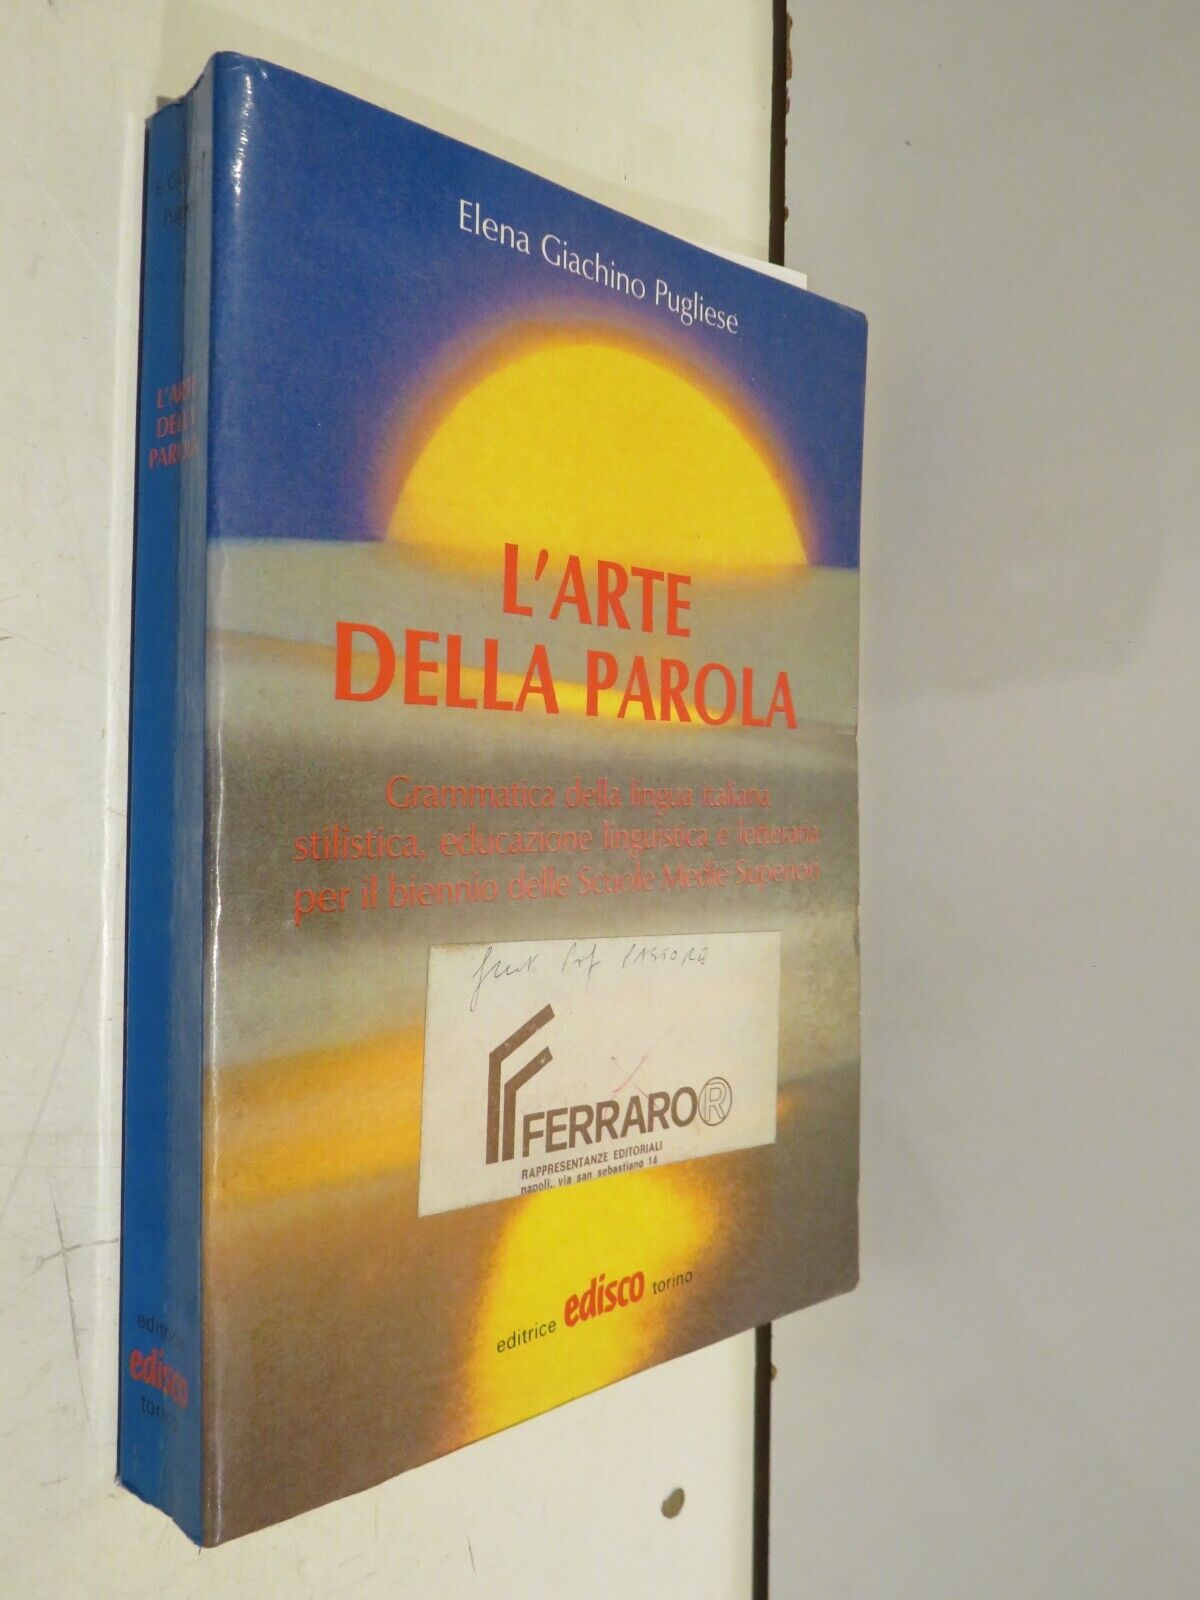 Elena Giachino Pugliese
L'ARTE
DELLA PAROLA
Grammatica della lingua italiana
stilistica, educazione linguistica e letteraria
per il biennio delle Scuole Medie Superiori
Prof PASTORE
FERRARO ®
RAPPRESENTANZE EDITORIALI
napoli, via san sebastiano 14
editrice edisco torino
L'ARTE
DELLA
PAROLA
editrice
edisco
torino